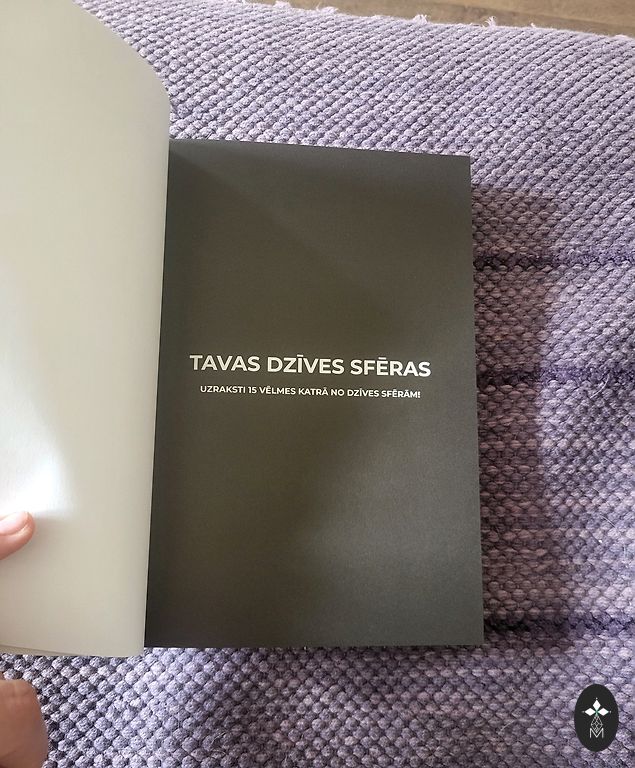 TAVAS DZĪVES SFĒRAS
UZRAKSTI 15 VĒLMES KATRĀ NO DZĪVES SFĒRĀM!
M